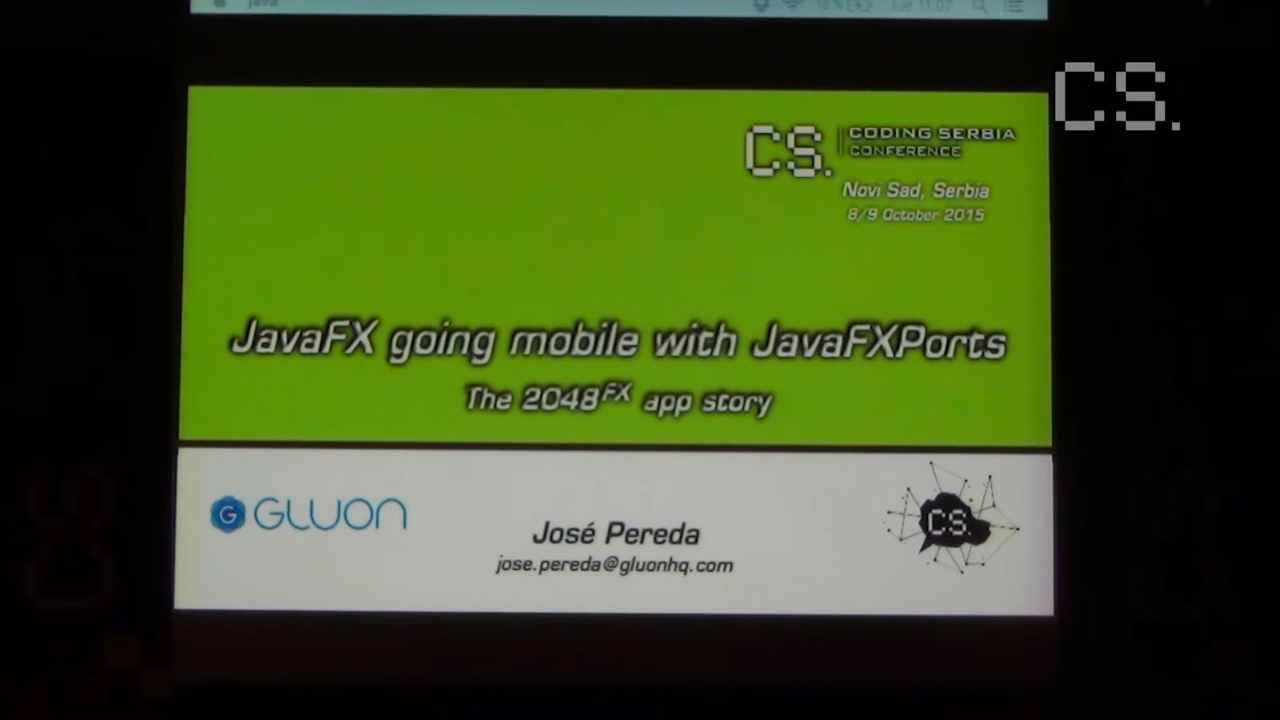 java
CS.
CS.
CODING SERBIA
CONFERENCE
Novi Sad, Serbia
8/9 October 2015
JavaFX going mobile with JavaFXPorts
The 2048FX app story
G GLUON
José Pereda
jose.pereda@gluonhq.com
CS.